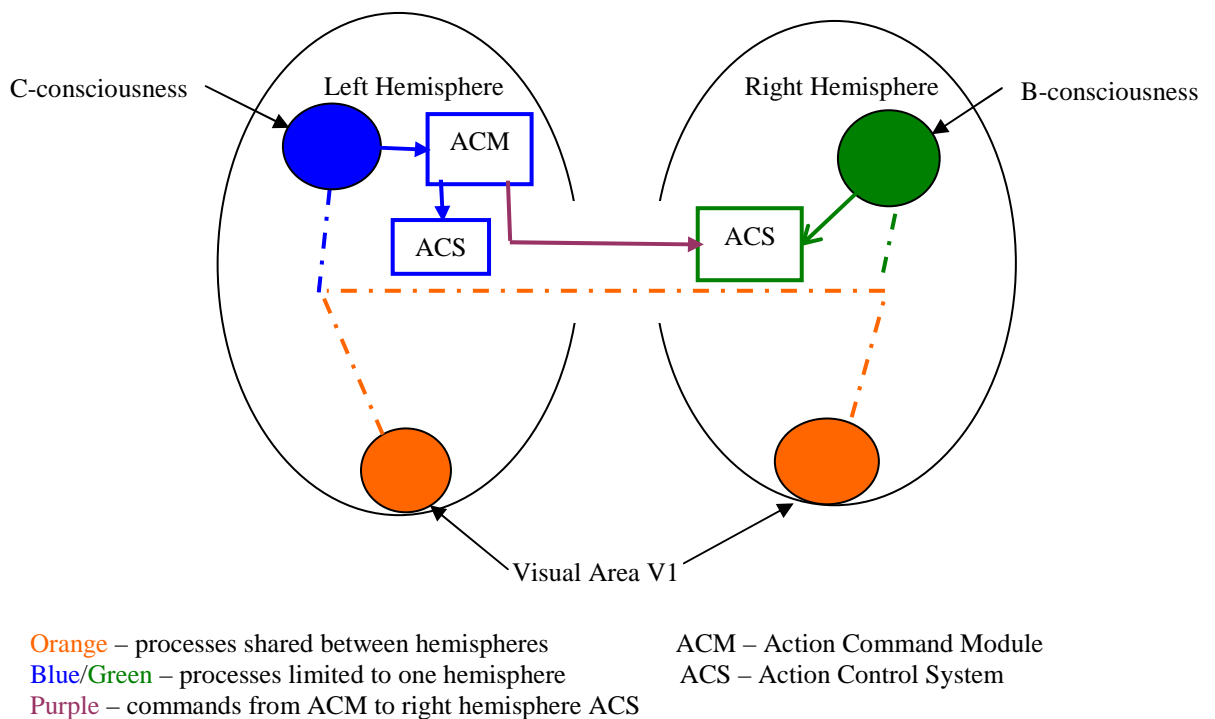 C-consciousness
Left Hemisphere
Right Hemisphere
B-consciousness
ACM
ACS
ACS
Visual Area V1
Orange – processes shared between hemispheres
ACM – Action Command Module
Blue/Green – processes limited to one hemisphere
ACS – Action Control System
Purple – commands from ACM to right hemisphere ACS